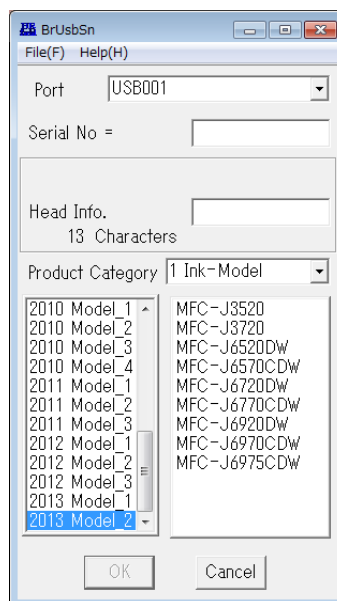 BrUsbSn
File(F) Help(H)
Port USB001
Serial No =
Head Info.
13 Characters
Product Category 1 Ink-Model
2010 Model_1
2010 Model_2
2010 Model_3
2010 Model_4
2011 Model_1
2011 Model_2
2011 Model_3
2012 Model_1
2012 Model_2
2012 Model_3
2013 Model_1
2013 Model_2
MFC-J3520
MFC-J3720
MFC-J6520DW
MFC-J6570CDW
MFC-J6720DW
MFC-J6770CDW
MFC-J6920DW
MFC-J6970CDW
MFC-J6975CDW
OK Cancel